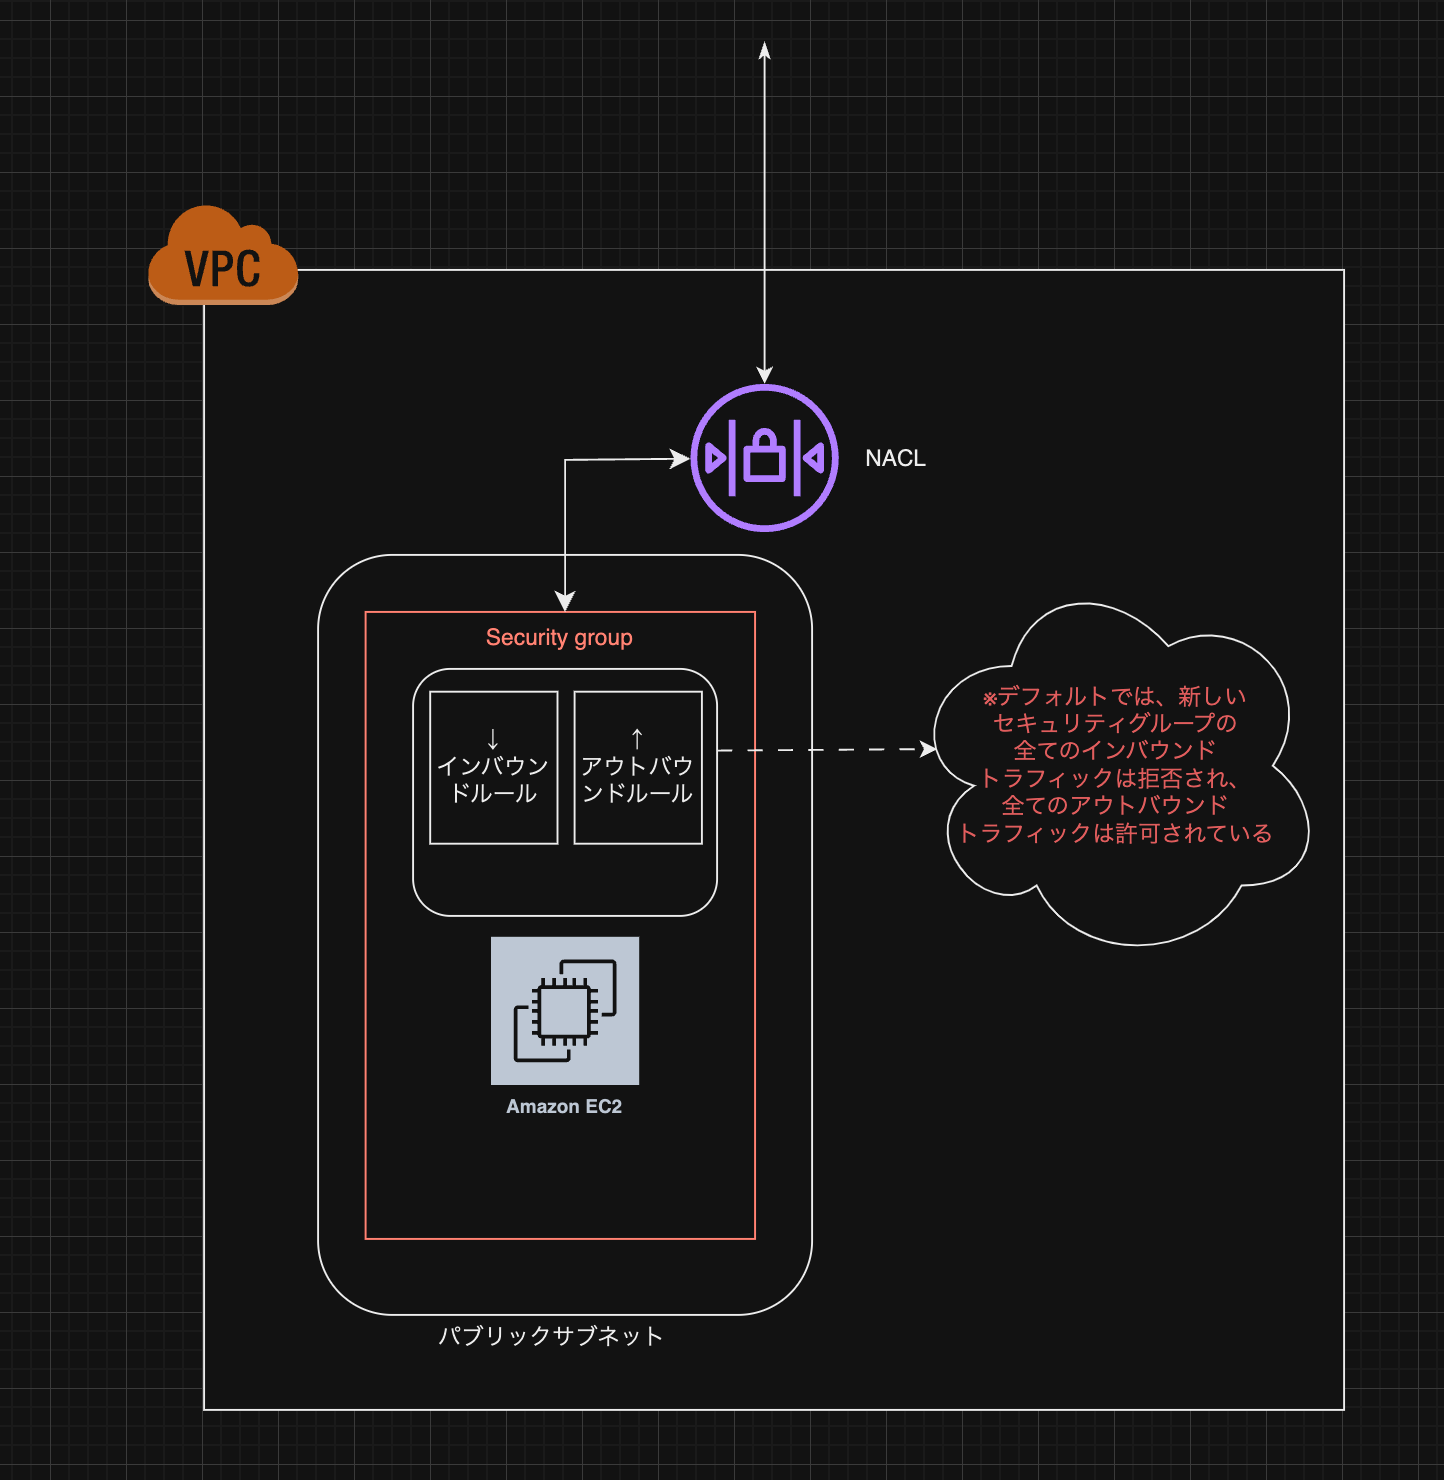 VPC
NACL
Security group
↓
インバウン
ドルール
↑
アウトバウ
ンドルール
※デフォルトでは、新しい
セキュリティグループの
全てのインバウンド
トラフィックは拒否され、
全てのアウトバウンド
トラフィックは許可されている
Amazon EC2
パブリックサブネット